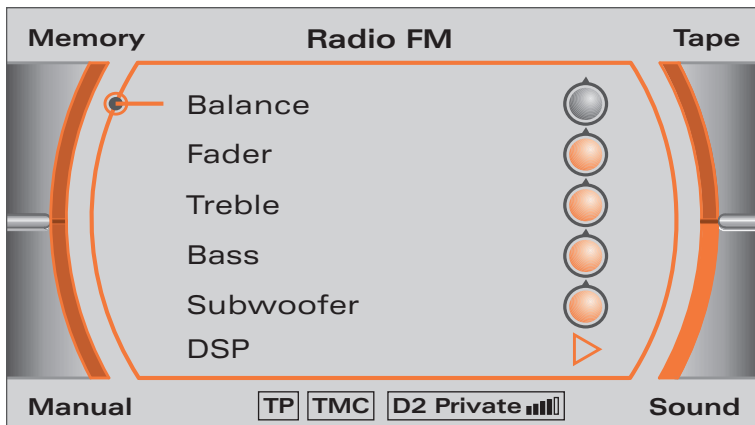 Memory Radio FM Tape
Balance
Fader
Treble
Bass
Subwoofer
DSP
Manual TP TMC D2 Private Sound